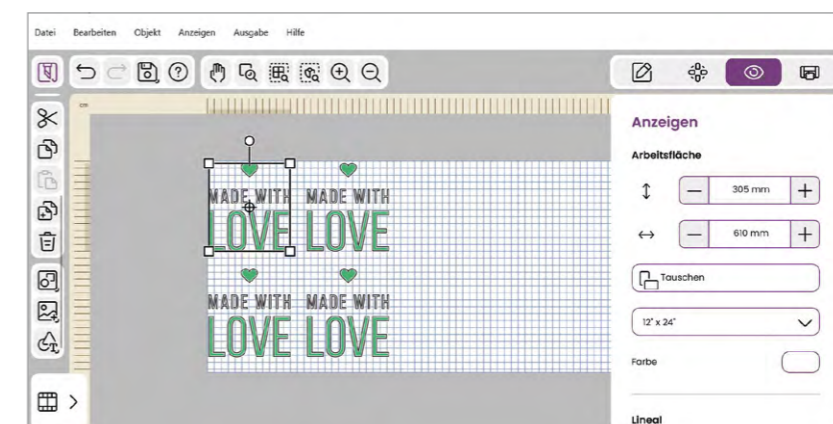 Datei Bearbeiten Objekt Anzeigen Ausgabe Hilfe
cm
Anzeigen
Arbeitsfläche
305 mm
610 mm
Tauschen
12" x 24"
Farbe
Lineal
MADE WITH MADE WITH
LOVE LOVE
MADE WITH MADE WITH
LOVE LOVE